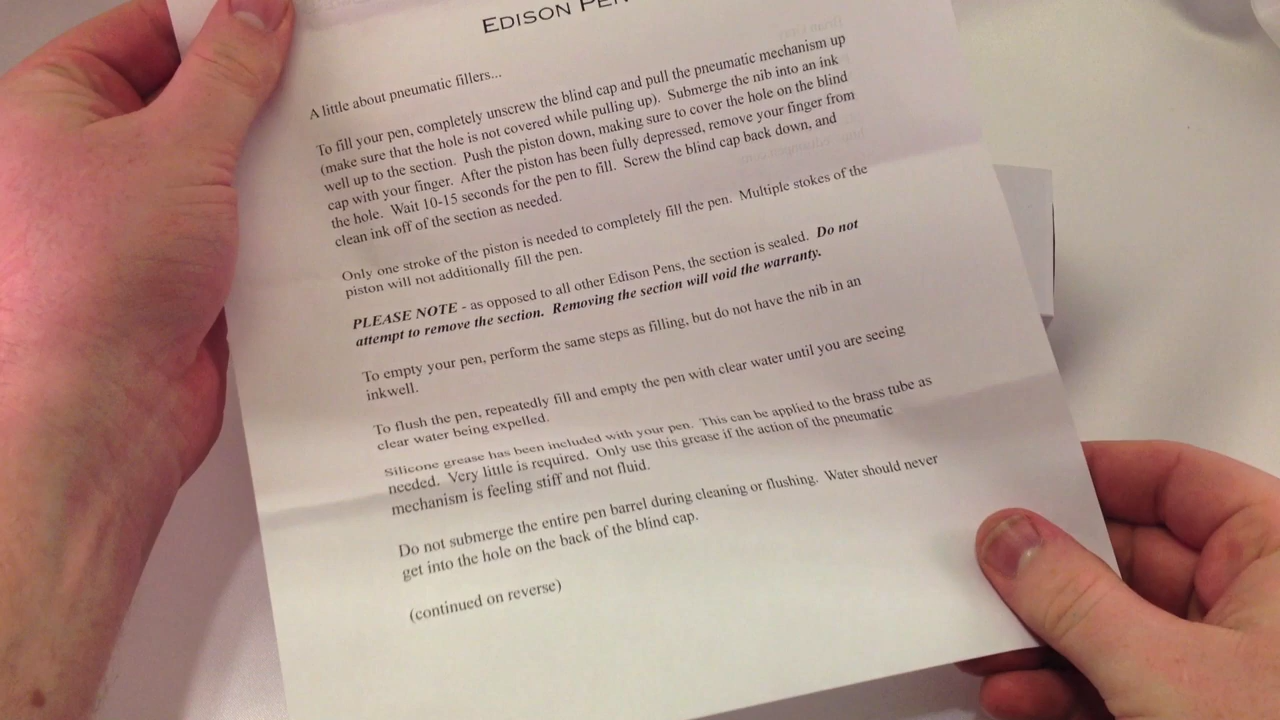 EDISON PEN
A little about pneumatic fillers...
To fill your pen, completely unscrew the blind cap and pull the pneumatic mechanism up
(make sure that the hole is not covered while pulling up). Submerge the nib into an ink
well up to the section. Push the piston down, making sure to cover the hole on the blind
cap with your finger. After the piston has been fully depressed, remove your finger from
the hole. Wait 10-15 seconds for the pen to fill. Screw the blind cap back down, and
clean ink off of the section as needed.
Only one stroke of the piston is needed to completely fill the pen. Multiple stokes of the
piston will not additionally fill the pen.
PLEASE NOTE - as opposed to all other Edison Pens, the section is sealed. Do not
attempt to remove the section. Removing the section will void the warranty.
To empty your pen, perform the same steps as filling, but do not have the nib in an
inkwell.
To flush the pen, repeatedly fill and empty the pen with clear water until you are seeing
clear water being expelled.
Silicone grease has been included with your pen. This can be applied to the brass tube as
needed. Very little is required. Only use this grease if the action of the pneumatic
mechanism is feeling stiff and not fluid.
Do not submerge the entire pen barrel during cleaning or flushing. Water should never
get into the hole on the back of the blind cap.
(continued on reverse)